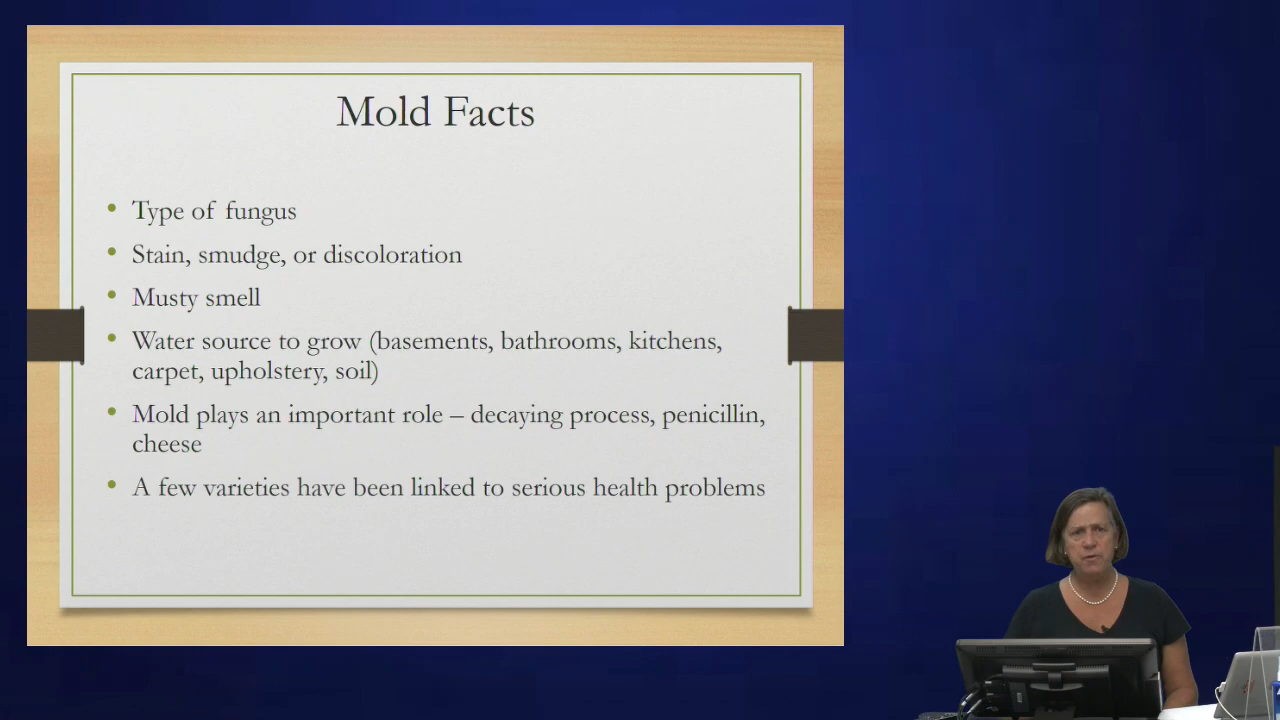 Mold Facts
• Type of fungus
• Stain, smudge, or discoloration
• Musty smell
• Water source to grow (basements, bathrooms, kitchens,
carpet, upholstery, soil)
• Mold plays an important role – decaying process, penicillin,
cheese
• A few varieties have been linked to serious health problems